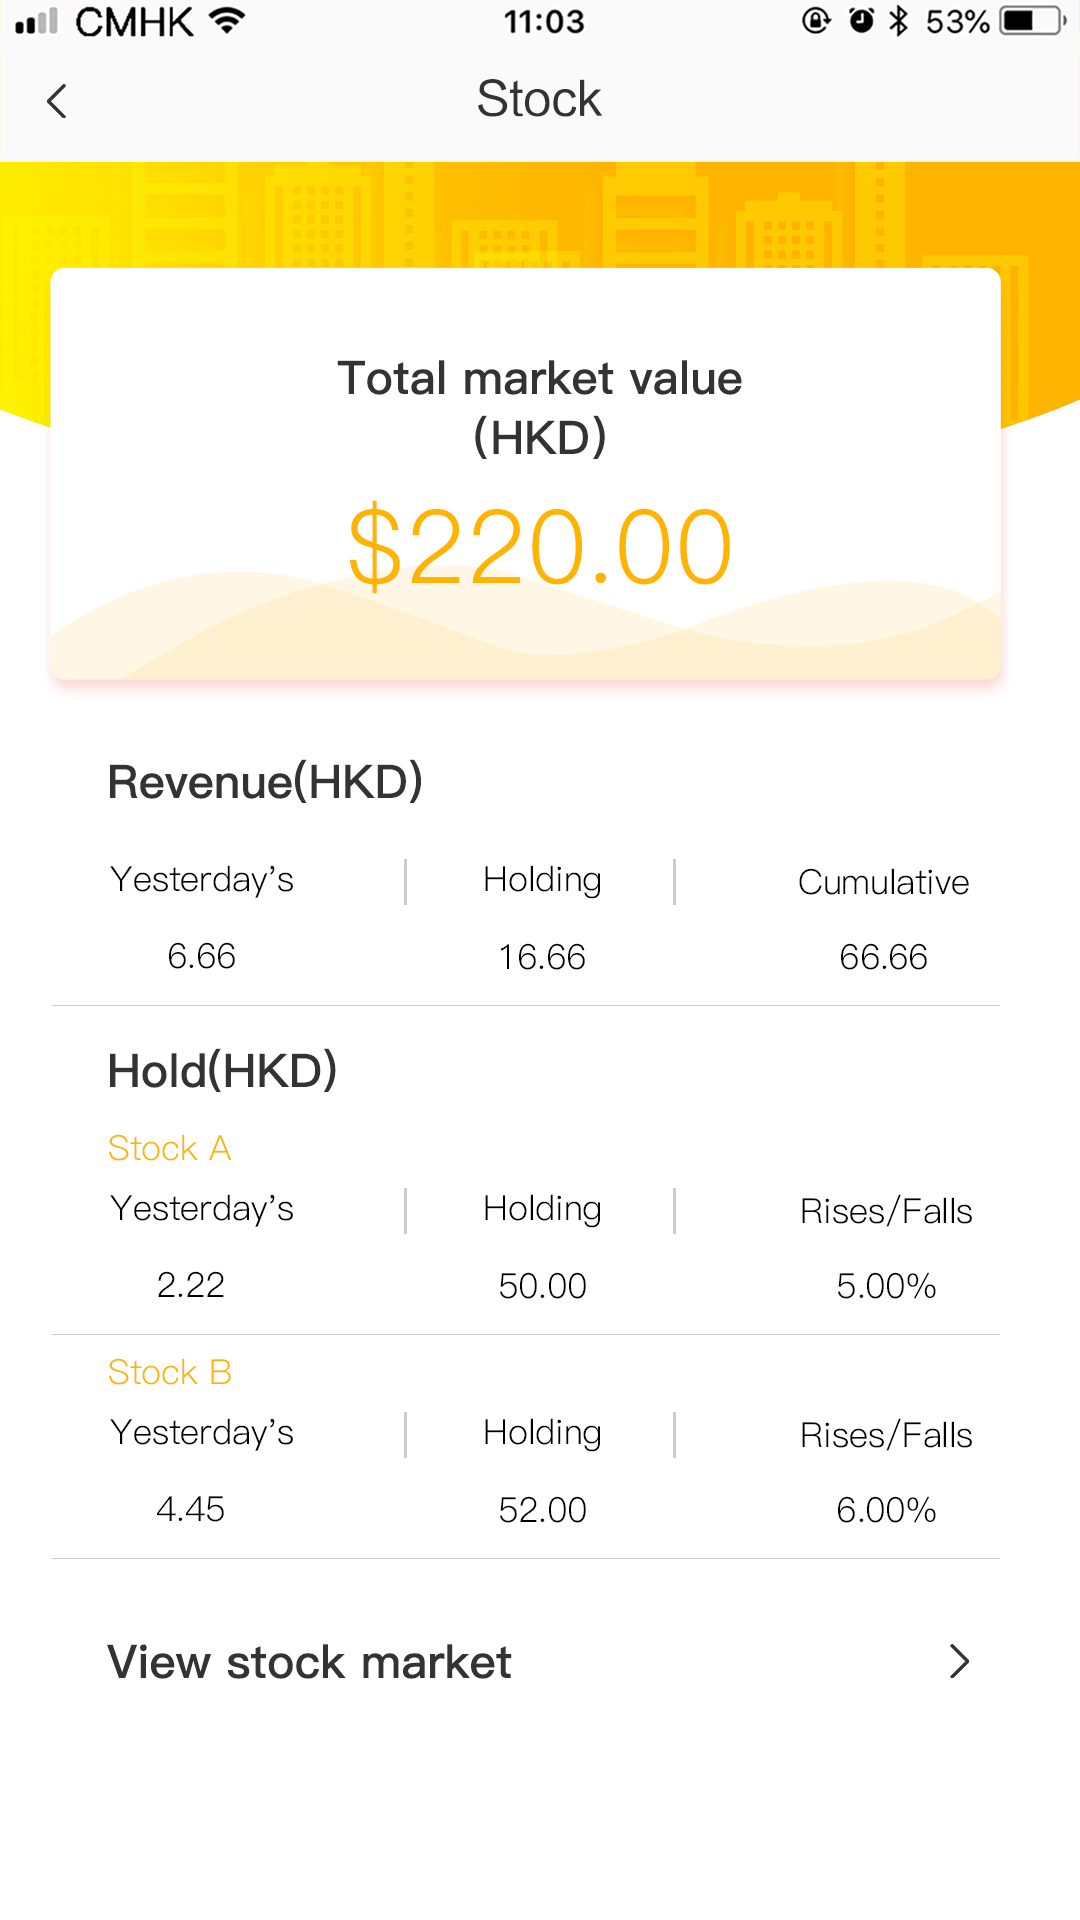 CMHK 11:03 53%
Stock
Total market value
(HKD)
$220.00
Revenue(HKD)
Yesterday's Holding Cumulative
6.66 16.66 66.66
Hold(HKD)
Stock A
Yesterday's Holding Rises/Falls
2.22 50.00 5.00%
Stock B
Yesterday's Holding Rises/Falls
4.45 52.00 6.00%
View stock market